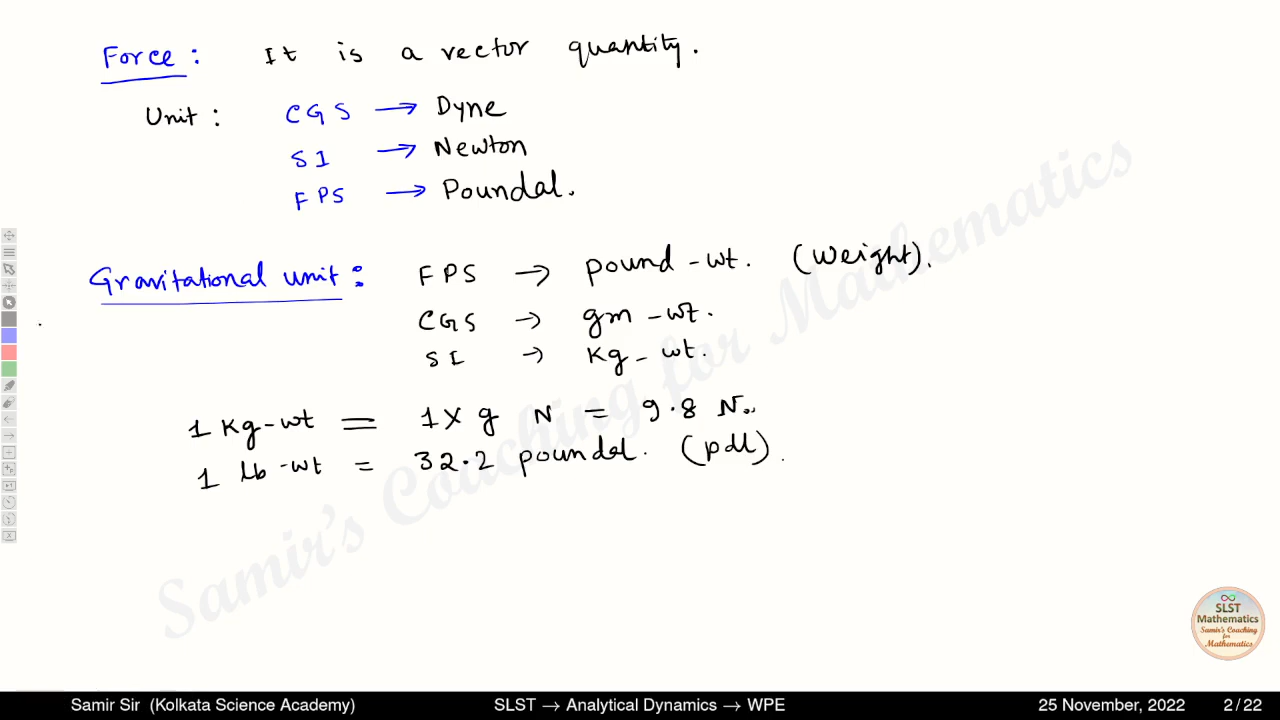 Force : It is a vector quantity.
Unit : CGS → Dyne
SI → Newton
FPS → Poundal.
Gravitational unit : FPS → pound-wt. (Weight).
CGS → gm-wt.
SI → Kg-wt.
1 Kg-wt = 1 X g N = 9.8 N.
1 lb-wt = 32.2 poundal. (pdl).
Samir's Coaching for Mathematics
SLST
Mathematics
Samir's Coaching
for
Mathematics
Samir Sir (Kolkata Science Academy) SLST → Analytical Dynamics → WPE 25 November, 2022 2 / 22